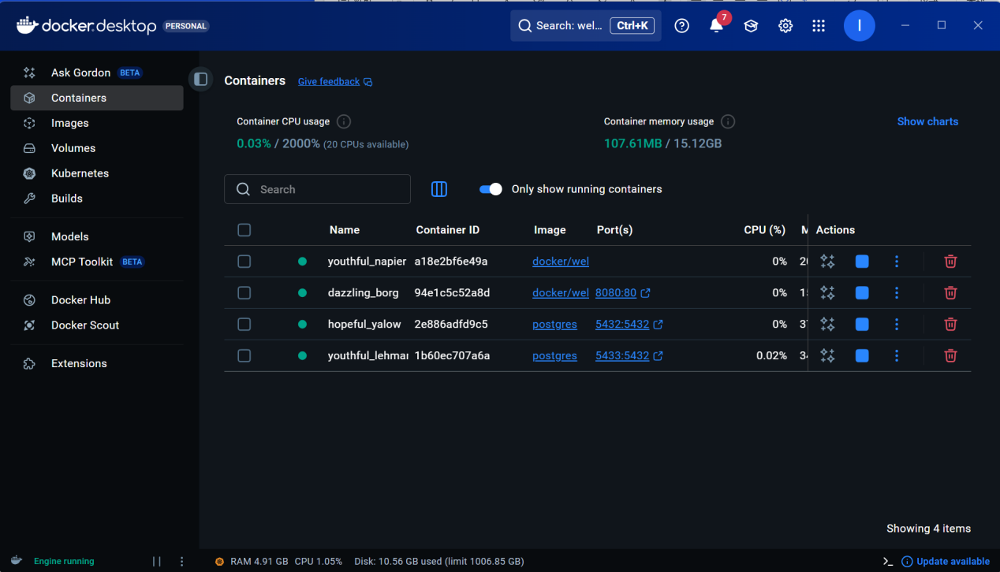 docker.desktop PERSONAL Search: wel... Ctrl+K 7 I
Ask Gordon BETA
Containers
Images
Volumes
Kubernetes
Builds
Models
MCP Toolkit BETA
Docker Hub
Docker Scout
Extensions
Containers Give feedback
Container CPU usage
0.03% / 2000% (20 CPUs available)
Container memory usage
107.61MB / 15.12GB
Show charts
Search
Only show running containers
Name Container ID Image Port(s) CPU (%) M Actions
youthful_napier a18e2bf6e49a docker/wel 0%
dazzling_borg 94e1c5c52a8d docker/wel 8080:80 0%
hopeful_yalow 2e886adfd9c5 postgres 5432:5432 0%
youthful_lehmar 1b60ec707a6a postgres 5433:5432 0.02%
Showing 4 items
Engine running RAM 4.91 GB CPU 1.05% Disk: 10.56 GB used (limit 1006.85 GB) >_ Update available